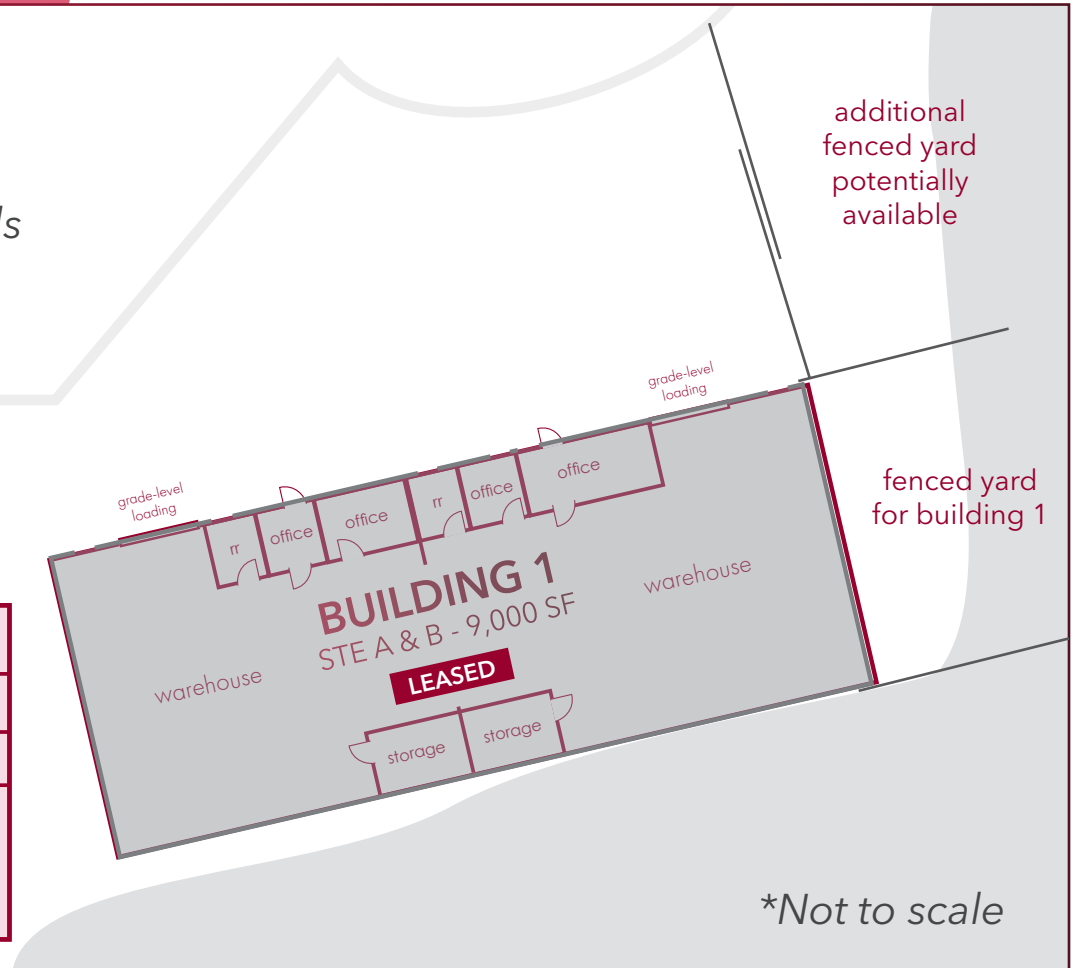 additional
fenced yard
potentially
available
grade-level
loading
fenced yard
for building 1
grade-level
loading
rr
office
office
rr
office
office
BUILDING 1
STE A & B - 9,000 SF
LEASED
warehouse
warehouse
storage
storage
*Not to scale